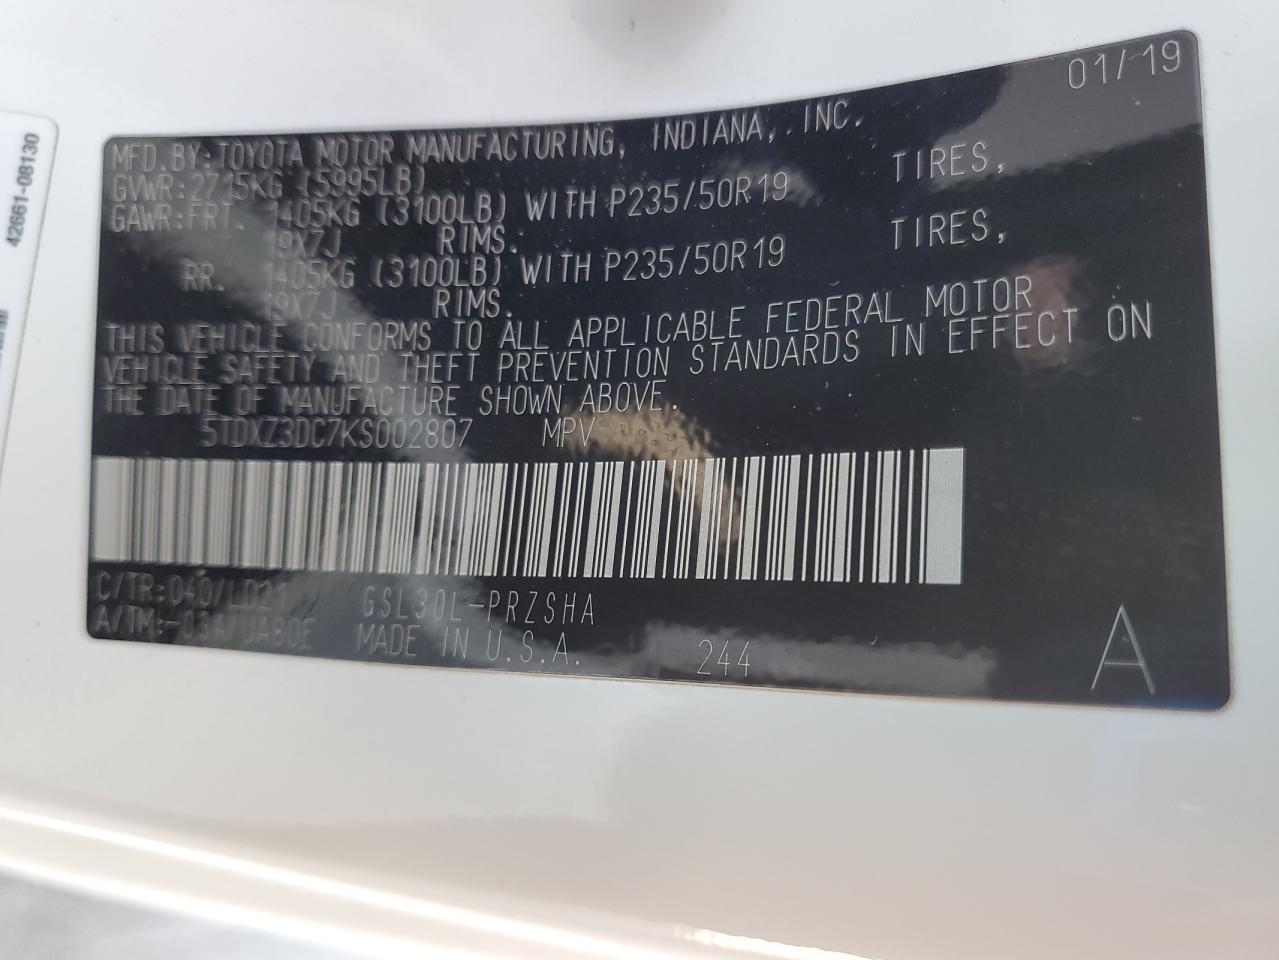 01/19
MFD. BY: TOYOTA MOTOR MANUFACTURING, INDIANA, INC.
GVWR: 2715KG (5995LB)
GAWR: FRT. 1405KG (3100LB) WITH P235/50R19 TIRES,
19X7J RIMS.
RR. 1405KG (3100LB) WITH P235/50R19 TIRES,
19X7J RIMS.
THIS VEHICLE CONFORMS TO ALL APPLICABLE FEDERAL MOTOR
VEHICLE SAFETY AND THEFT PREVENTION STANDARDS IN EFFECT ON
THE DATE OF MANUFACTURE SHOWN ABOVE.
5TDXZ3DC7KS002807 MPV
C/TR: 040/ GSL30L-PRZSHA
A/TM: -03A/ MADE IN U.S.A. 244
A
42661-08130